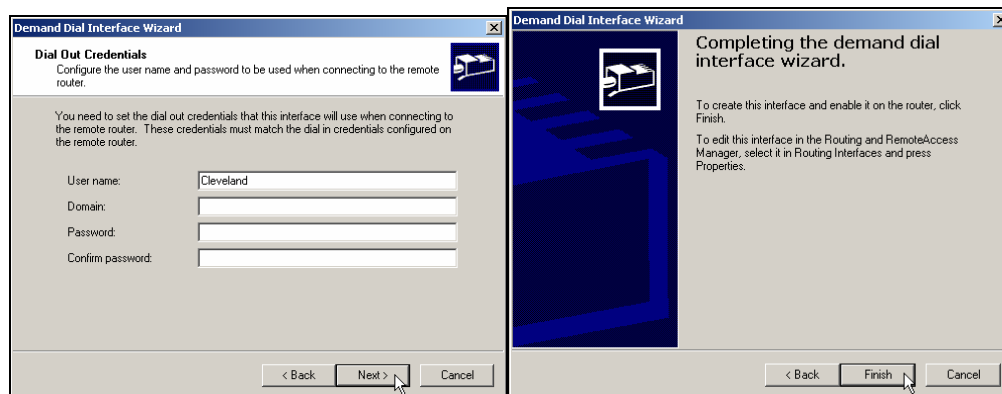 Demand Dial Interface Wizard
Dial Out Credentials
Configure the user name and password to be used when connecting to the remote
router.
You need to set the dial out credentials that this interface will use when connecting to
the remote router. These credentials must match the dial in credentials configured on
the remote router.
User name:
Cleveland
Domain:
Password:
Confirm password:
< Back
Next >
Cancel
Demand Dial Interface Wizard
Completing the demand dial
interface wizard.
To create this interface and enable it on the router, click
Finish.
To edit this interface in the Routing and RemoteAccess
Manager, select it in Routing Interfaces and press
Properties.
< Back
Finish
Cancel